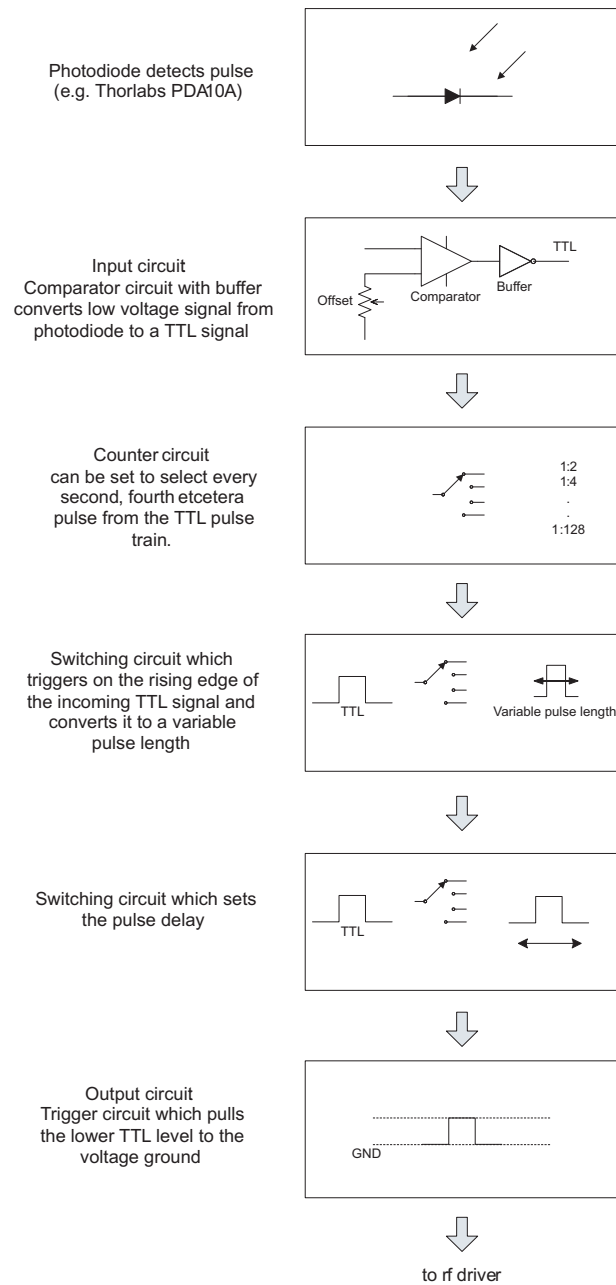 Photodiode detects pulse
(e.g. Thorlabs PDA10A)
Input circuit
Comparator circuit with buffer
converts low voltage signal from
photodiode to a TTL signal
Offset
Comparator
Buffer
TTL
Counter circuit
can be set to select every
second, fourth etcetera
pulse from the TTL pulse
train.
1:2
1:4
.
.
1:128
Switching circuit which
triggers on the rising edge of
the incoming TTL signal and
converts it to a variable
pulse length
TTL
Variable pulse length
Switching circuit which sets
the pulse delay
TTL
Output circuit
Trigger circuit which pulls
the lower TTL level to the
voltage ground
GND
to rf driver